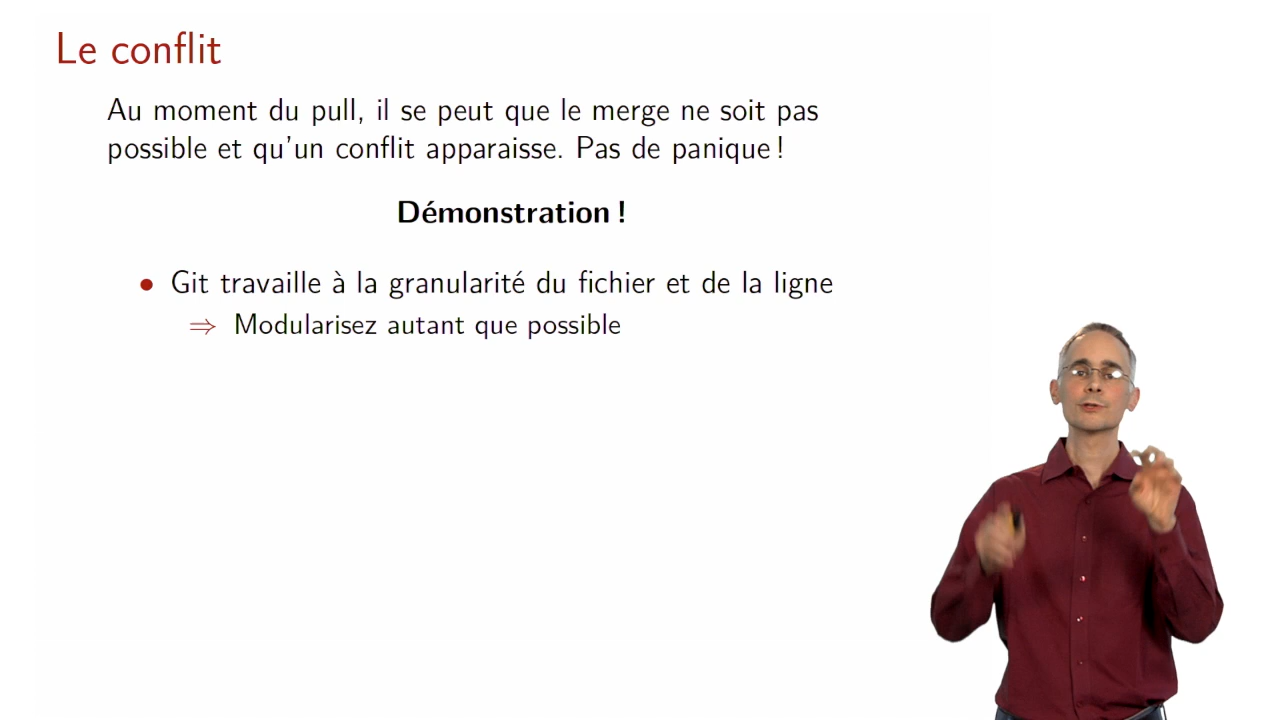 Le conflit
Au moment du pull, il se peut que le merge ne soit pas
possible et qu'un conflit apparaisse. Pas de panique !
Démonstration !
• Git travaille à la granularité du fichier et de la ligne
⇒ Modularisez autant que possible